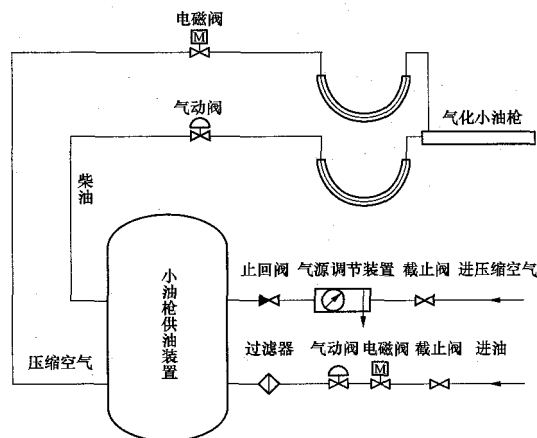 电磁阀
M
气动阀
气化小油枪
柴油
小油枪供油装置
止回阀 气源调节装置 截止阀 进压缩空气
压缩空气
过滤器 气动阀 电磁阀 截止阀 进油
M